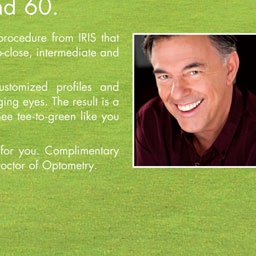 nd 60.
procedure from IRIS that
o-close, intermediate and
ustomized profiles and
ging eyes. The result is a
ee tee-to-green like you
for you. Complimentary
octor of Optometry.